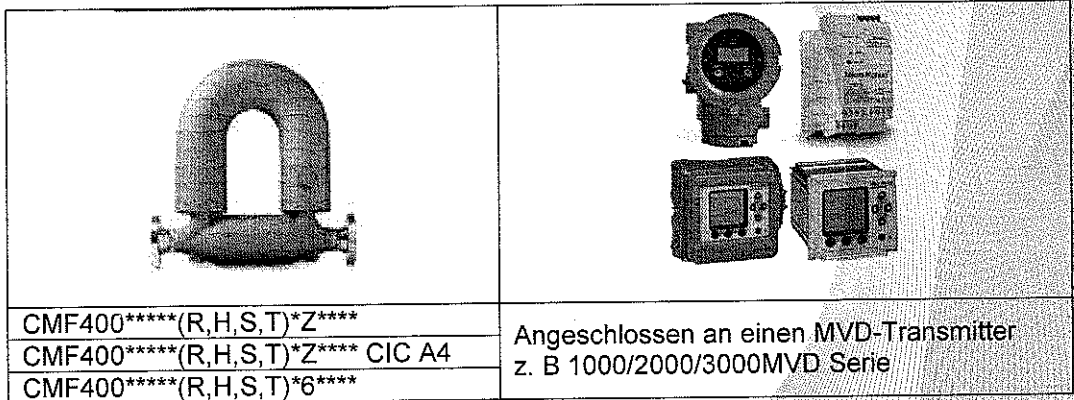 CMF400*****(R,H,S,T)*Z****
CMF400*****(R,H,S,T)*Z**** CIC A4
CMF400*****(R,H,S,T)*6****
Angeschlossen an einen MVD-Transmitter
z. B 1000/2000/3000MVD Serie